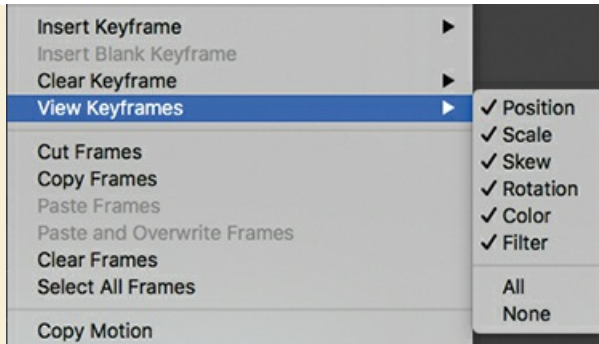 Insert Keyframe
Insert Blank Keyframe
Clear Keyframe
View Keyframes
Cut Frames
Copy Frames
Paste Frames
Paste and Overwrite Frames
Clear Frames
Select All Frames
Copy Motion
✓ Position
✓ Scale
✓ Skew
✓ Rotation
✓ Color
✓ Filter
All
None